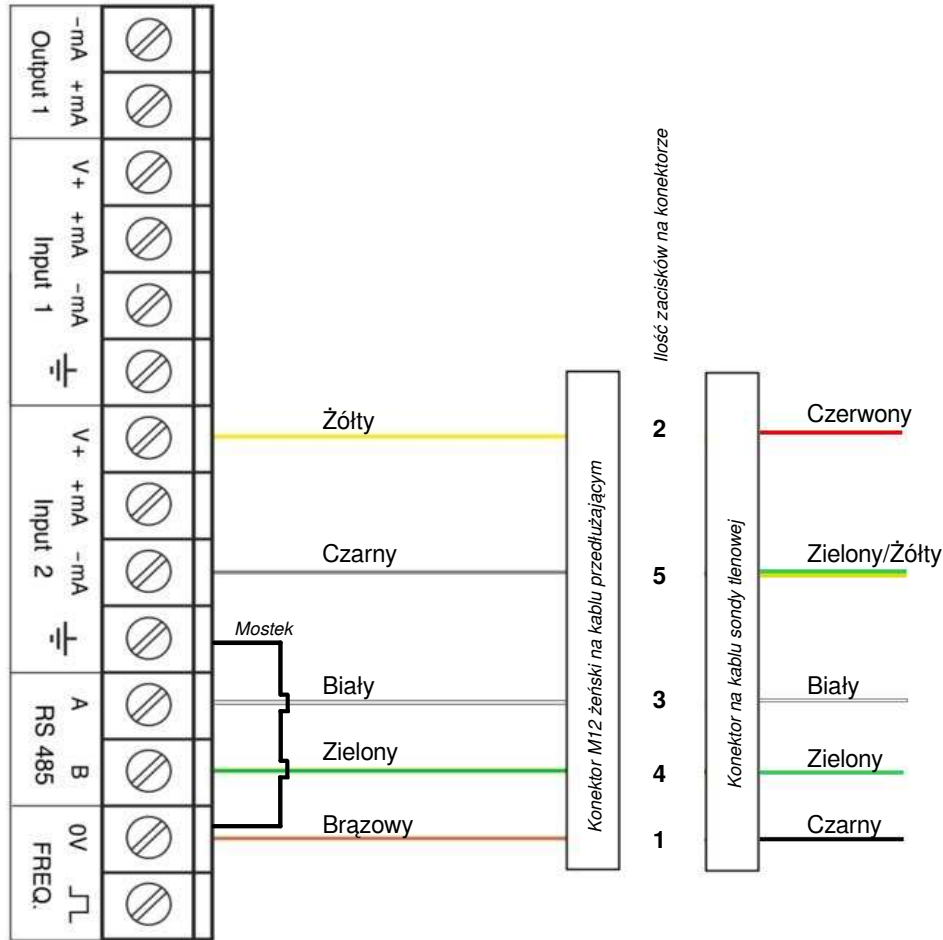 -mA
+mA
Output 1
V+
+mA
-mA
Input 1
V+
+mA
-mA
Input 2
A
B
RS 485
0V
FREQ.
Żółty
Czarny
Mostek
Biały
Zielony
Brązowy
Konektor M12 żeński na kablu przedłużającym
Ilość zacisków na konektorze
2
5
3
4
1
Konektor na kablu sondy tlenowej
Czerwony
Zielony/Żółty
Biały
Zielony
Czarny